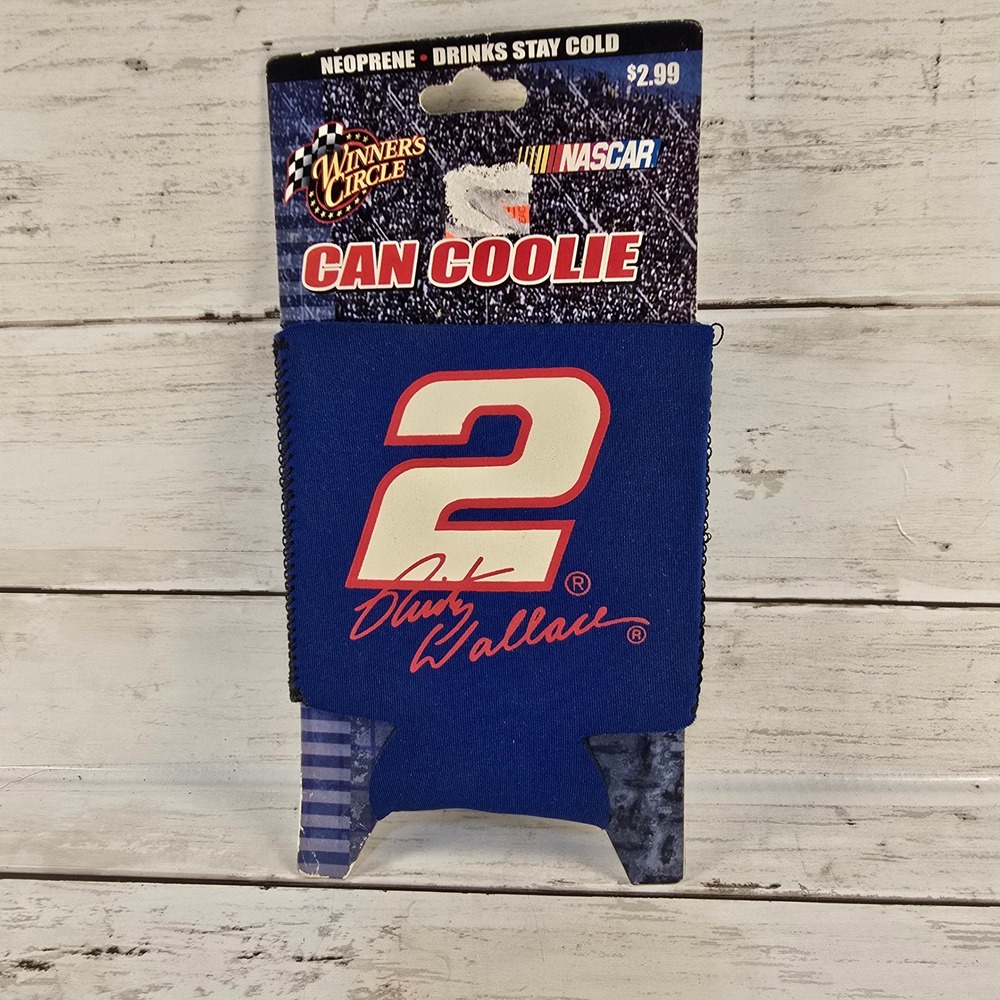 NEOPRENE • DRINKS STAY COLD
$2.99
WINNER'S
CIRCLE
NASCAR
CAN COOLIE
2®
Rusty
Wallace®